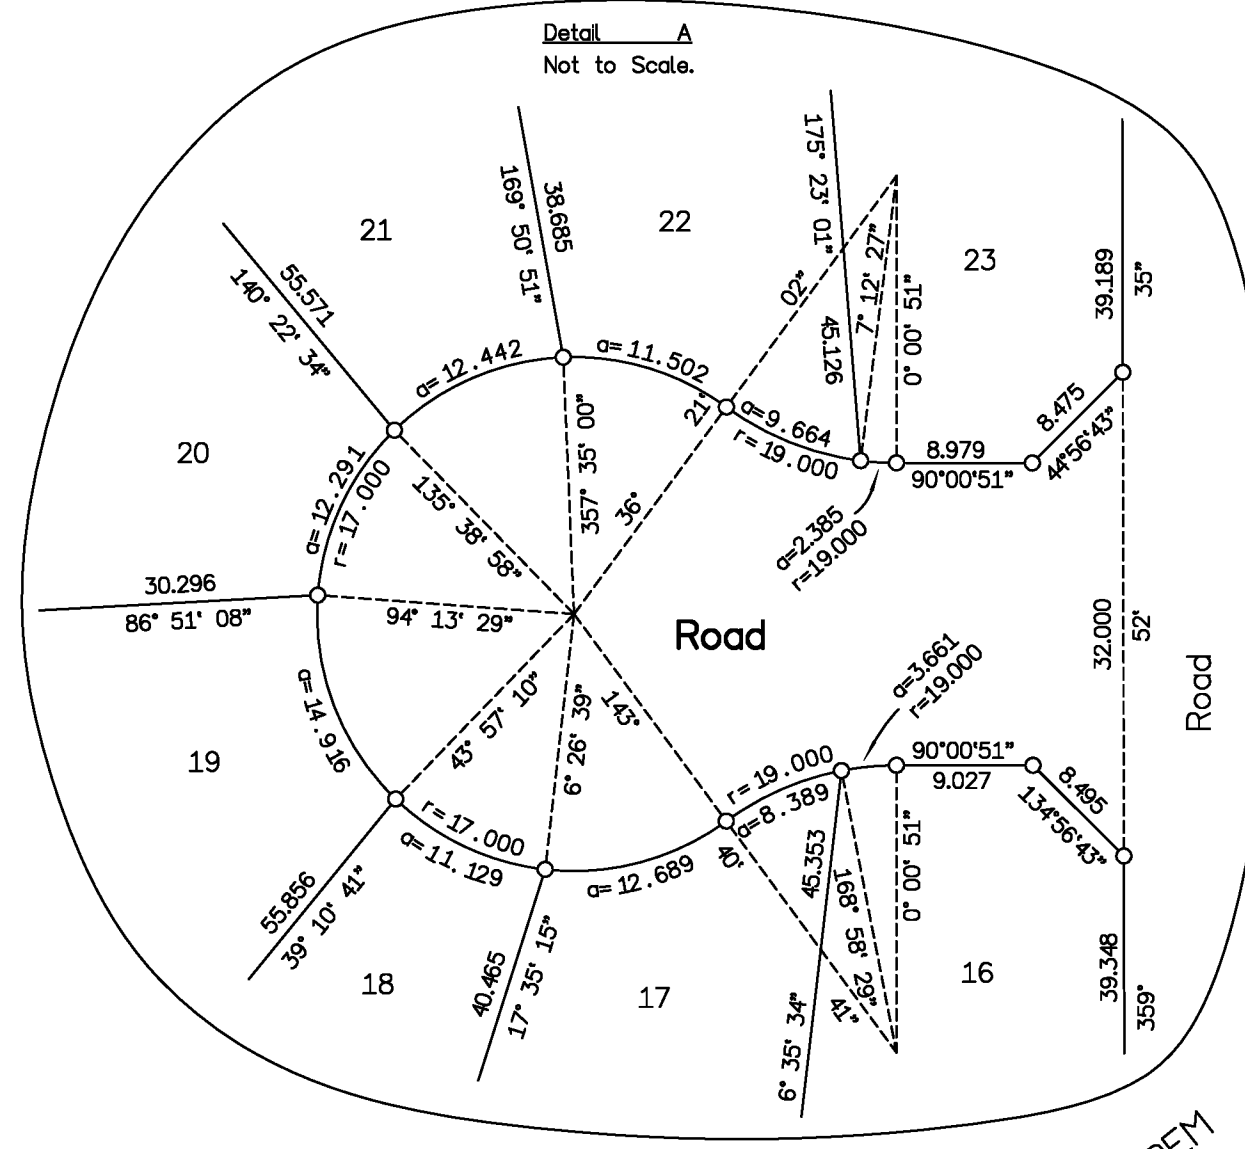 Detail A
Not to Scale.
175° 23' 01"
45.126
169° 50' 51"
38.685
21
22
23
55.571
140° 22' 34"
7° 12' 27"
02"
0° 00' 51"
39.189
35"
a=12.442
a=11.502
21'
a=9.664
r=19.000
8.979
90°00'51"
8.475
44°56'43"
20
a=12.291
r=17.000
135° 38' 58"
357° 35' 00"
36°
a=2.385
r=19.000
30.296
86° 51' 08"
94° 13' 29"
Road
32.000
52'
Road
a=3.661
r=19.000
19
a=14.916
43° 57' 10"
6° 26' 39"
143°
r=19.000
a=8.389
90°00'51"
9.027
8.495
134°56'43"
r=17.000
a=11.129
a=12.689
40'
45.353
168° 58' 29"
0° 00' 51"
55.856
39° 10' 41"
18
40.465
17° 35' 15"
17
6° 35' 34"
41"
16
39.348
359°